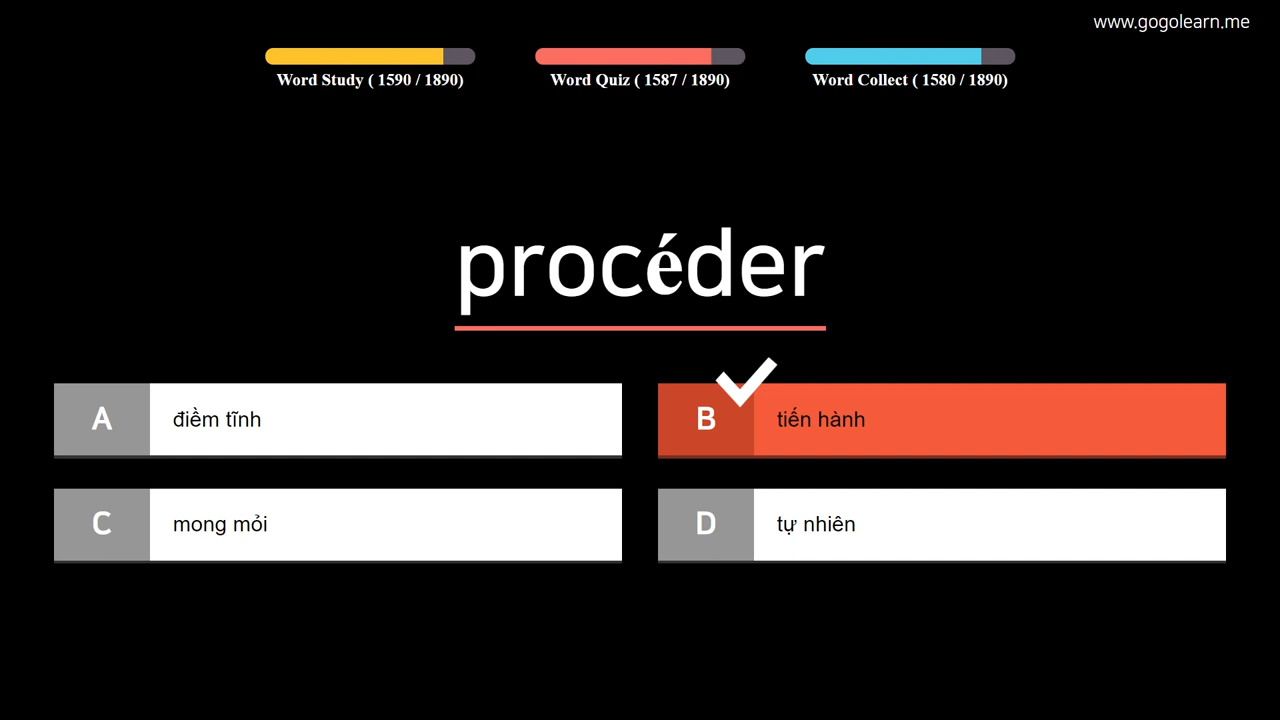 www.gogolearn.me
Word Study ( 1590 / 1890)
Word Quiz ( 1587 / 1890)
Word Collect ( 1580 / 1890)
procéder
A điềm tĩnh
B tiến hành
C mong mỏi
D tự nhiên